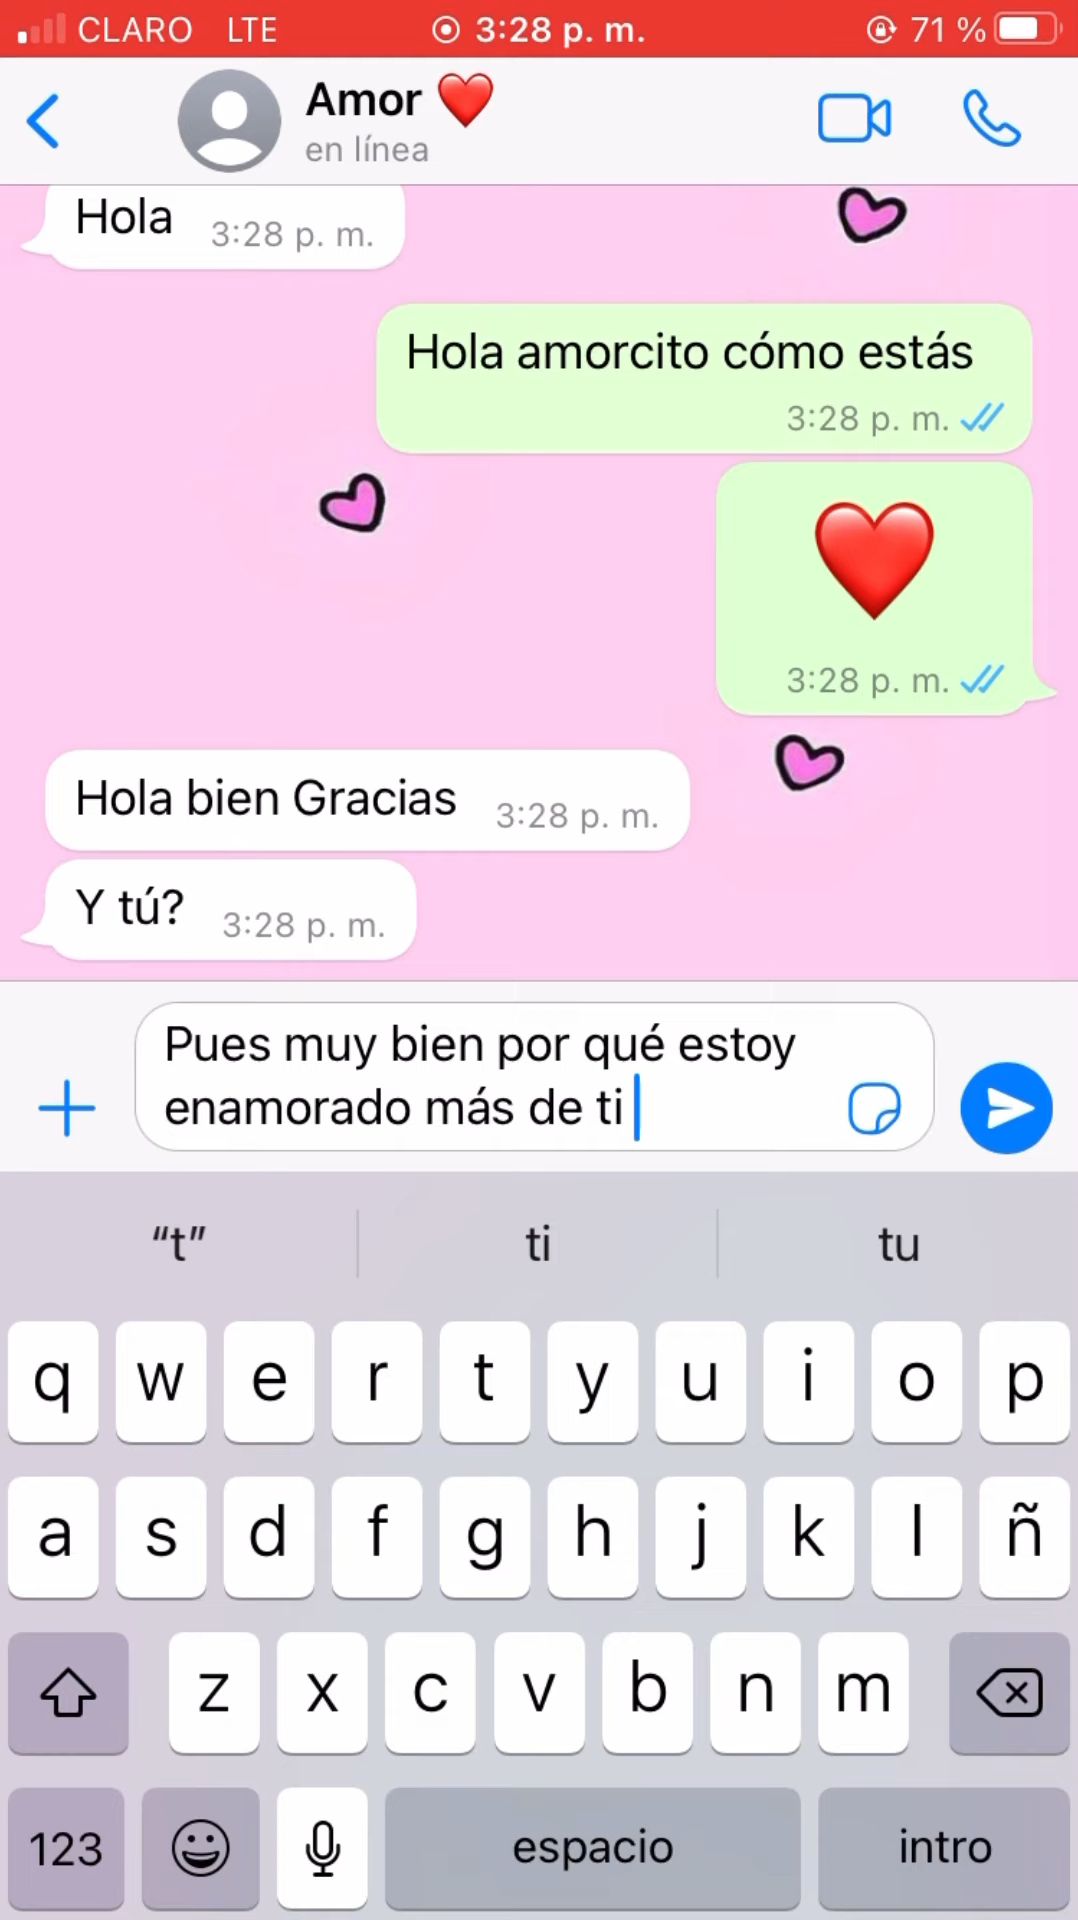 CLARO LTE 3:28 p. m. 71 %
Amor ❤️
en línea
Hola 3:28 p. m.
Hola amorcito cómo estás
3:28 p. m.
❤️
3:28 p. m.
Hola bien Gracias 3:28 p. m.
Y tú? 3:28 p. m.
Pues muy bien por qué estoy
enamorado más de ti
“t” ti tu
q w e r t y u i o p
a s d f g h j k l ñ
z x c v b n m
123 espacio intro